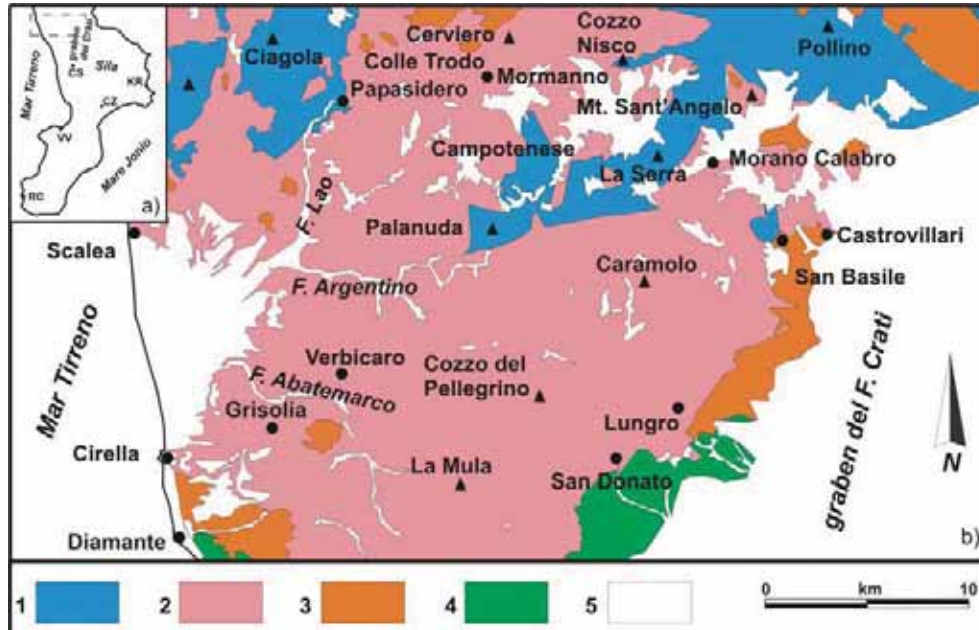 Mar Tirreno
graben
del Crati
CS
Sila
KR
CZ
VV
Mare Jonio
RC
a)
Ciagola
Cerviero
Colle Trodo
Mormanno
Papasidero
Cozzo
Nisco
Pollino
Mt. Sant'Angelo
Campotenese
La Serra
Morano Calabro
F. Lao
Palanuda
Scalea
Castrovillari
San Basile
Caramolo
F. Argentino
Mar Tirreno
Verbicaro
F. Abatemarco
Cozzo del
Pellegrino
Grisolia
Lungro
graben del F. Crati
N
Cirella
La Mula
San Donato
Diamante
b)
1 2 3 4 5
0 km 10